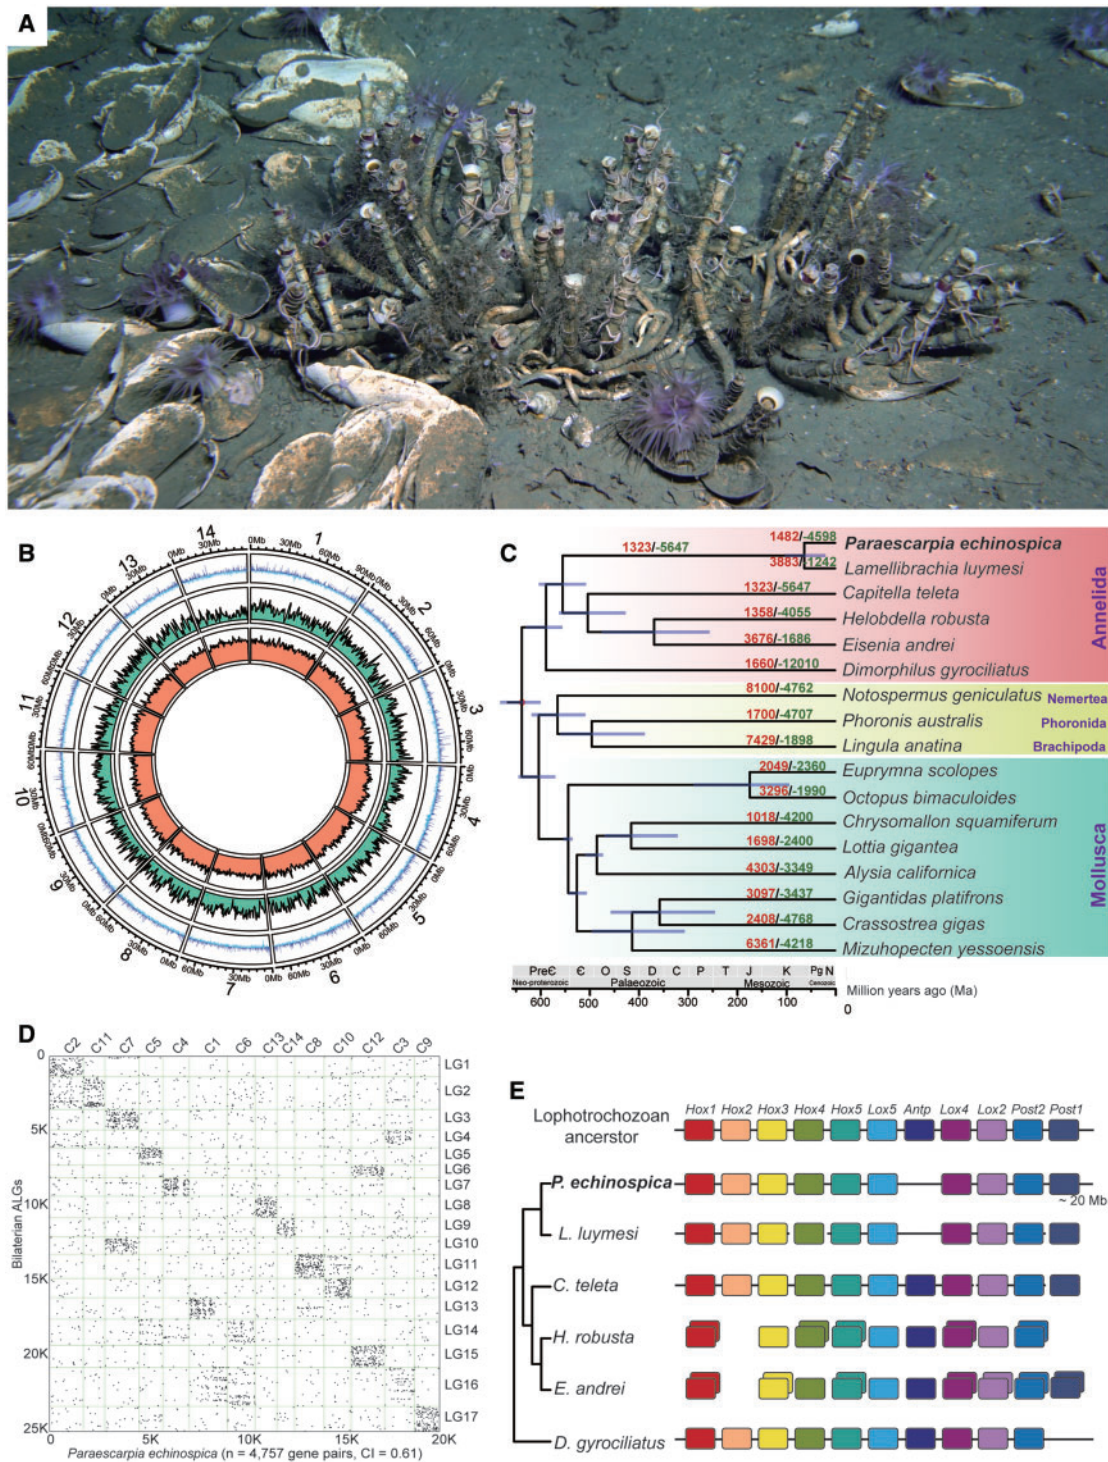 A
B
1
2
3
4
5
6
7
8
9
10
11
12
13
14
0Mb
30Mb
60Mb
90Mb
C
1323/-5647
1482/-4598
Paraescarpia echinospica
3883/11242
Lamellibrachia luymesi
1323/-5647
Capitella teleta
1358/-4055
Helobdella robusta
3676/-1686
Eisenia andrei
1660/-12010
Dimorphilus gyrociliatus
Annelida
8100/-4762
Notospermus geniculatus Nemertea
1700/-4707
Phoronis australis Phoronida
7429/-1898
Lingula anatina Brachipoda
2049/-2360
Euprymna scolopes
3296/-1990
Octopus bimaculoides
1018/-4200
Chrysomallon squamiferum
1698/-2400
Lottia gigantea
4303/-3349
Alysia californica
3097/-3437
Gigantidas platifrons
2408/-4768
Crassostrea gigas
6361/-4218
Mizuhopecten yessoensis
Mollusca
PreЄ Є O S D C P T J K Pg N
Neo-proterozoic Palaeozoic Mesozoic Cenozoic
600 500 400 300 200 100 0
Million years ago (Ma)
D
C2 C11 C7 C5 C4 C1 C6 C13 C14 C8 C10 C12 C3 C9
0
5K
10K
15K
20K
25K
Bilaterian ALGs
LG1
LG2
LG3
LG4
LG5
LG6
LG7
LG8
LG9
LG10
LG11
LG12
LG13
LG14
LG15
LG16
LG17
5K 10K 15K 20K
Paraescarpia echinospica (n = 4,757 gene pairs, CI = 0.61)
E
Hox1 Hox2 Hox3 Hox4 Hox5 Lox5 Antp Lox4 Lox2 Post2 Post1
Lophotrochozoan
ancerstor
P. echinospica
~ 20 Mb
L. luymesi
C. teleta
H. robusta
E. andrei
D. gyrociliatus